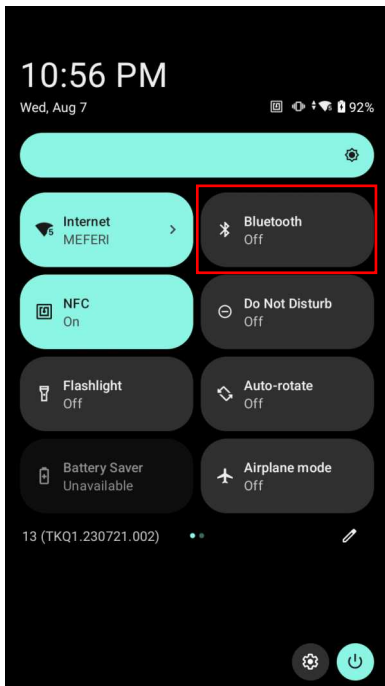 10:56 PM
Wed, Aug 7
92%
Internet
MEFERI
Bluetooth
Off
NFC
On
Do Not Disturb
Off
Flashlight
Off
Auto-rotate
Off
Battery Saver
Unavailable
Airplane mode
Off
13 (TKQ1.230721.002)